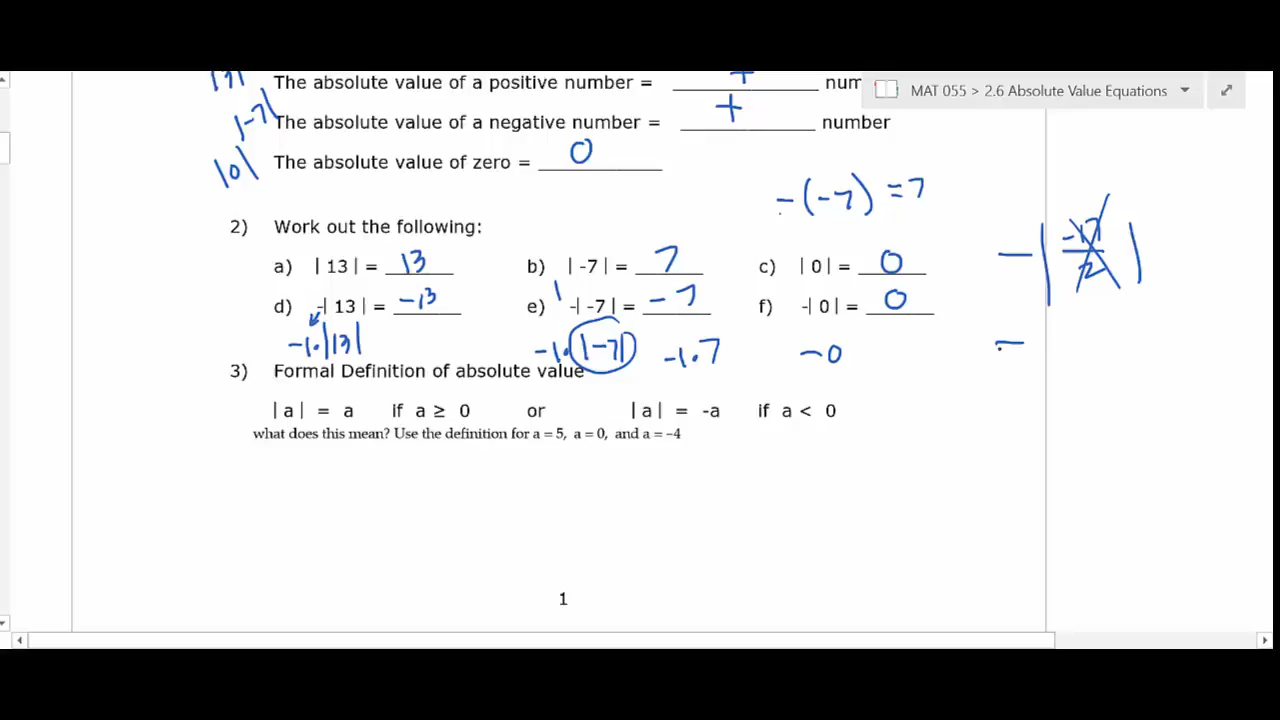 |7| The absolute value of a positive number = + num
MAT 055 > 2.6 Absolute Value Equations
|-7| The absolute value of a negative number = + number
|0| The absolute value of zero = 0
-(-7) = 7
2) Work out the following:
-|-17/2|
a) | 13 | = 13 b) | -7 | = 7 c) | 0 | = 0
d) -| 13 | = -13 e) -| -7 | = -7 f) -| 0 | = 0
-1·|13| -1·|-7| -1·7 -0 -
3) Formal Definition of absolute value
| a | = a if a ≥ 0 or | a | = -a if a < 0
what does this mean? Use the definition for a = 5, a = 0, and a = −4
1